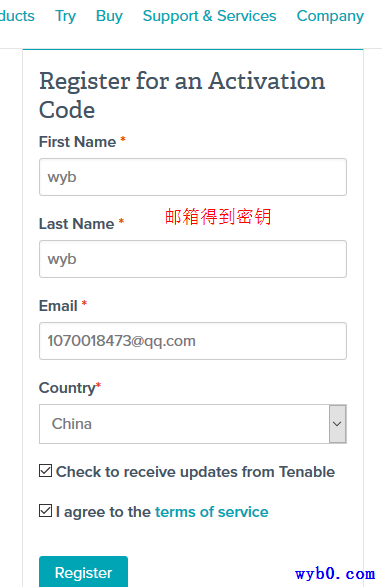 ducts Try Buy Support & Services Company
Register for an Activation
Code
First Name *
wyb
Last Name *
邮箱得到密钥
wyb
Email *
1070018473@qq.com
Country*
China
Check to receive updates from Tenable
I agree to the terms of service
Register
wyb0.com